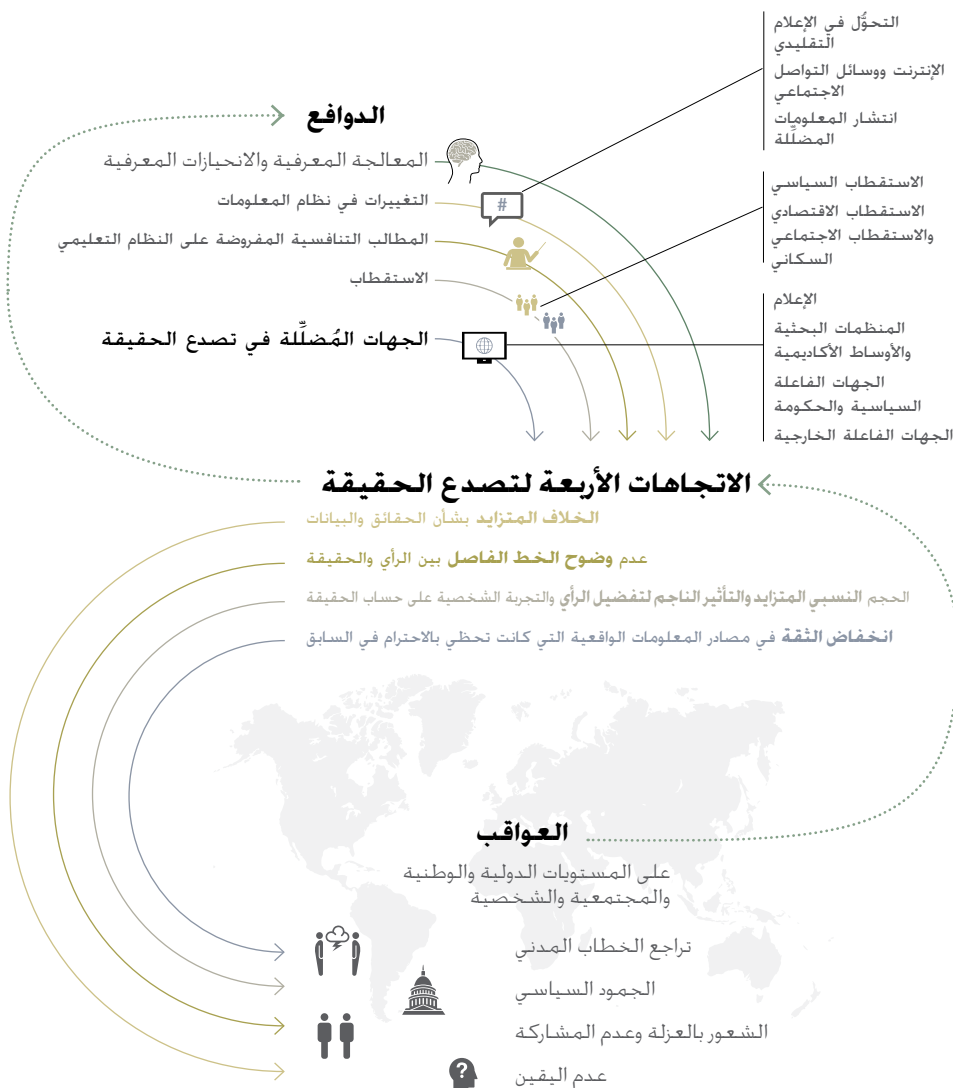 التحوُّل في الإعلام
التقليدي
الإنترنت ووسائل التواصل
الاجتماعي
انتشار المعلومات
المضلِّلة
الدوافع
المعالجة المعرفية والانحيازات المعرفية
التغييرات في نظام المعلومات
#
المطالب التنافسية المفروضة على النظام التعليمي
الاستقطاب
الاستقطاب السياسي
الاستقطاب الاقتصادي
والاستقطاب الاجتماعي
السكاني
الجهات المُضلِّلة في تصدع الحقيقة
الإعلام
المنظمات البحثية
والأوساط الأكاديمية
الجهات الفاعلة
السياسية والحكومة
الجهات الفاعلة الخارجية
الاتجاهات الأربعة لتصدع الحقيقة
الخلاف المتزايد بشأن الحقائق والبيانات
عدم وضوح الخط الفاصل بين الرأي والحقيقة
الحجم النسبي المتزايد والتأثير الناجم لتفضيل الرأي والتجربة الشخصية على حساب الحقيقة
انخفاض الثقة في مصادر المعلومات الواقعية التي كانت تحظي بالاحترام في السابق
العواقب
على المستويات الدولية والوطنية
والمجتمعية والشخصية
تراجع الخطاب المدني
الجمود السياسي
الشعور بالعزلة وعدم المشاركة
عدم اليقين
?